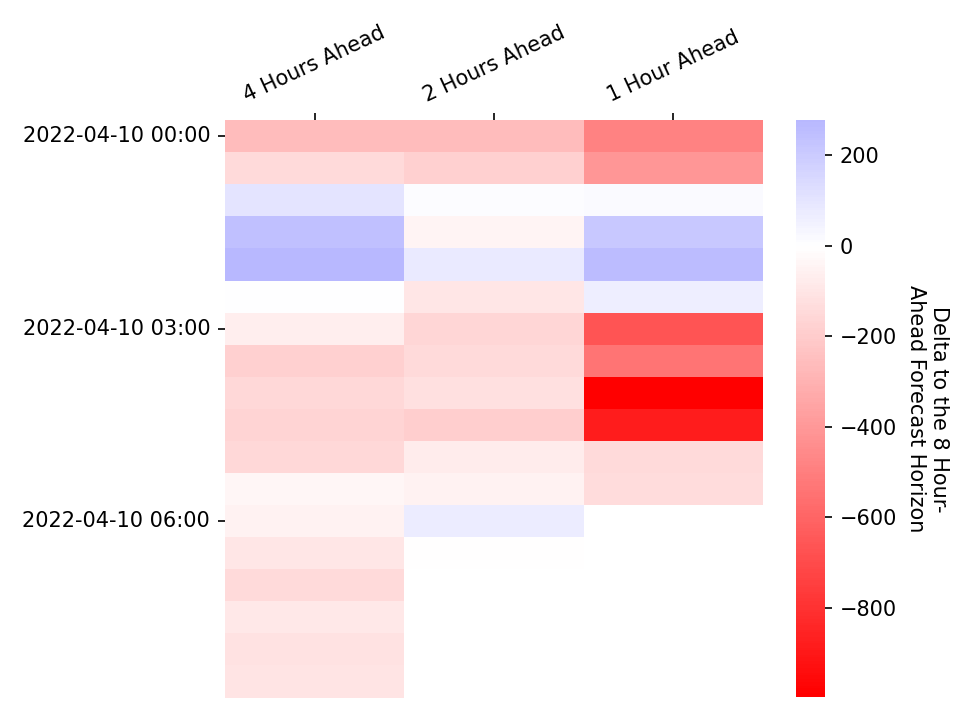 4 Hours Ahead
2 Hours Ahead
1 Hour Ahead
2022-04-10 00:00
2022-04-10 03:00
2022-04-10 06:00
200
0
−200
−400
−600
−800
Delta to the 8 Hour-
Ahead Forecast Horizon